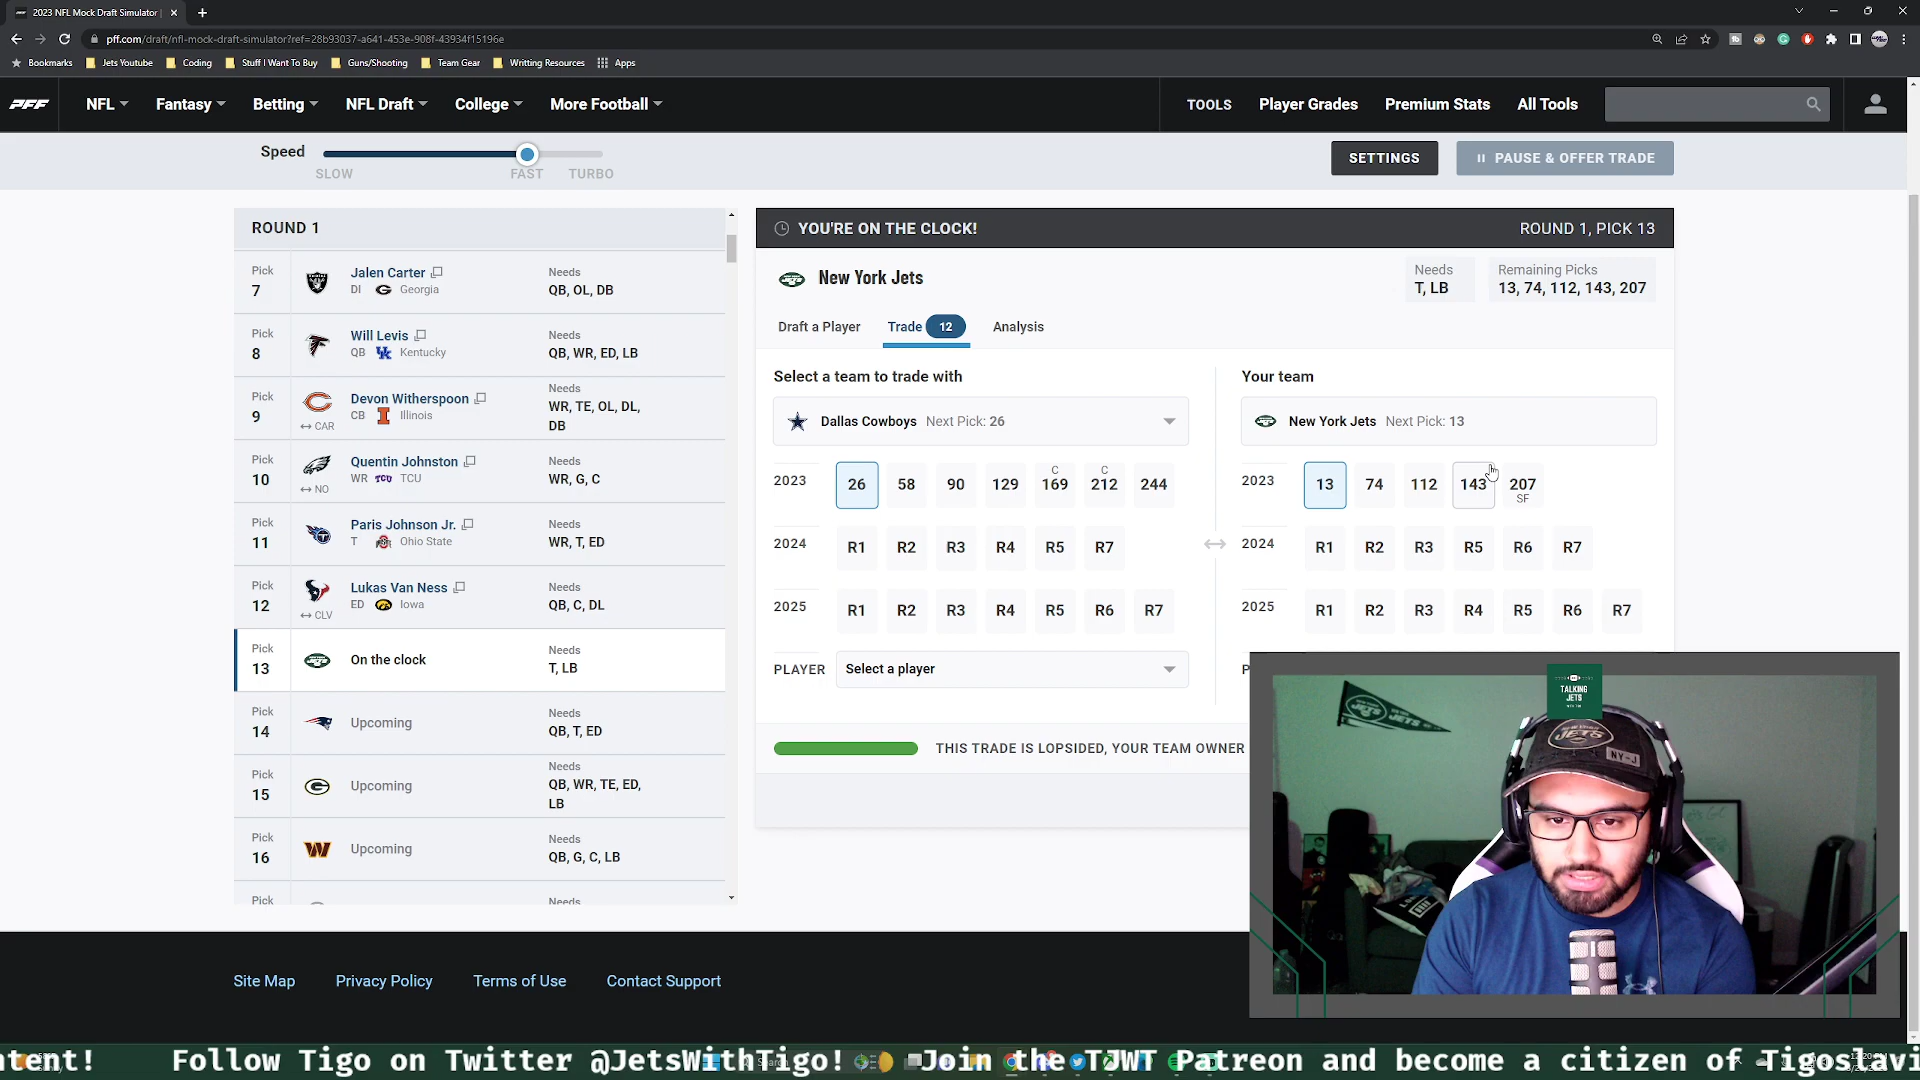 2023 NFL Mock Draft Simulator |
pff.com/draft/nfl-mock-draft-simulator?ref=28b93037-a641-453e-908f-43934f15196e
Bookmarks Jets Youtube Coding Stuff I Want To Buy Guns/Shooting Team Gear Writting Resources Apps
PFF NFL Fantasy Betting NFL Draft College More Football TOOLS Player Grades Premium Stats All Tools
Speed
SLOW FAST TURBO
SETTINGS PAUSE & OFFER TRADE
ROUND 1
Pick 7 Jalen Carter Needs
DI Georgia QB, OL, DB
Pick 8 Will Levis Needs
QB UK Kentucky QB, WR, ED, LB
Pick 9 Devon Witherspoon Needs
CB Illinois WR, TE, OL, DL, DB
↔ CAR
Pick 10 Quentin Johnston Needs
WR TCU TCU WR, G, C
↔ NO
Pick 11 Paris Johnson Jr. Needs
T Ohio State WR, T, ED
Pick 12 Lukas Van Ness Needs
ED Iowa QB, C, DL
↔ CLV
Pick 13 On the clock Needs
T, LB
Pick 14 Upcoming Needs
QB, T, ED
Pick 15 Upcoming Needs
QB, WR, TE, ED, LB
Pick 16 Upcoming Needs
QB, G, C, LB
Pick Needs
YOU'RE ON THE CLOCK! ROUND 1, PICK 13
New York Jets
Needs
T, LB
Remaining Picks
13, 74, 112, 143, 207
Draft a Player Trade 12 Analysis
Select a team to trade with
Dallas Cowboys Next Pick: 26
2023 26 58 90 129 C 169 C 212 244
2024 R1 R2 R3 R4 R5 R7
2025 R1 R2 R3 R4 R5 R6 R7
PLAYER Select a player
Your team
New York Jets Next Pick: 13
2023 13 74 112 143 207 SF
2024 R1 R2 R3 R5 R6 R7
2025 R1 R2 R3 R4 R5 R6 R7
THIS TRADE IS LOPSIDED, YOUR TEAM OWNER
TALKING
JETS
JETS
NY-J
Site Map Privacy Policy Terms of Use Contact Support
ntent! Follow Tigo on Twitter @JetsWithTigo! Join the TJWT Patreon and become a citizen of Tigoslavi